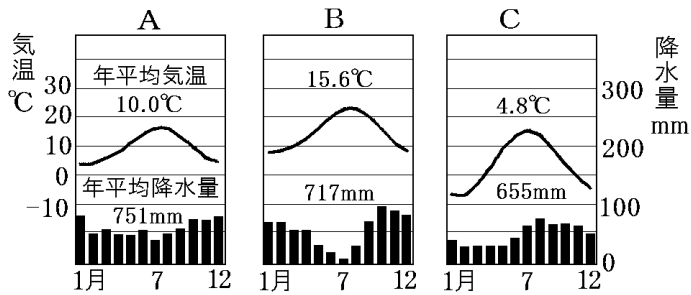 A B C
気温 ℃
年平均気温
10.0℃
15.6℃
4.8℃
降水量 mm
30
20
10
0
-10
300
200
100
0
年平均降水量
751mm
717mm
655mm
1月 7 12
1月 7 12
1月 7 12